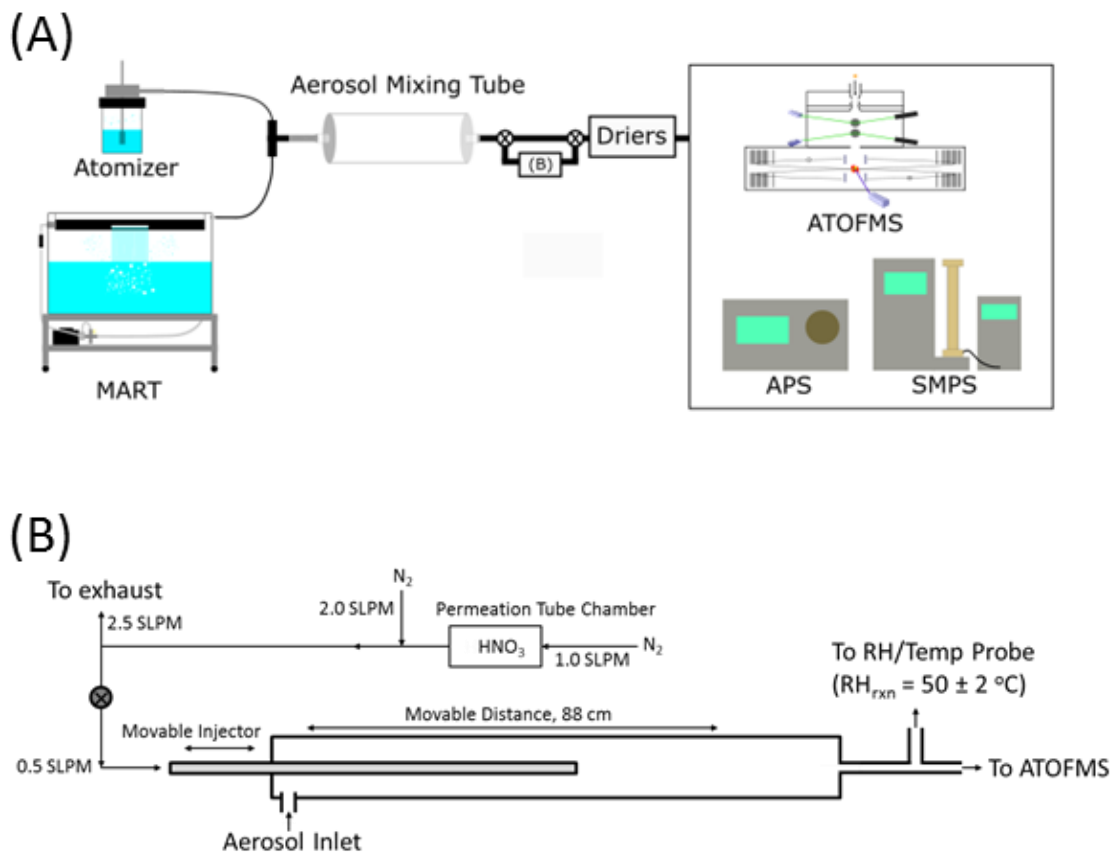 (A)
Aerosol Mixing Tube
Atomizer
(B)
Driers
ATOFMS
MART
APS
SMPS
(B)
To exhaust
N₂
2.5 SLPM
2.0 SLPM
Permeation Tube Chamber
HNO₃
1.0 SLPM
N₂
To RH/Temp Probe
(RHrxn = 50 ± 2 °C)
Movable Injector
Movable Distance, 88 cm
0.5 SLPM
To ATOFMS
Aerosol Inlet